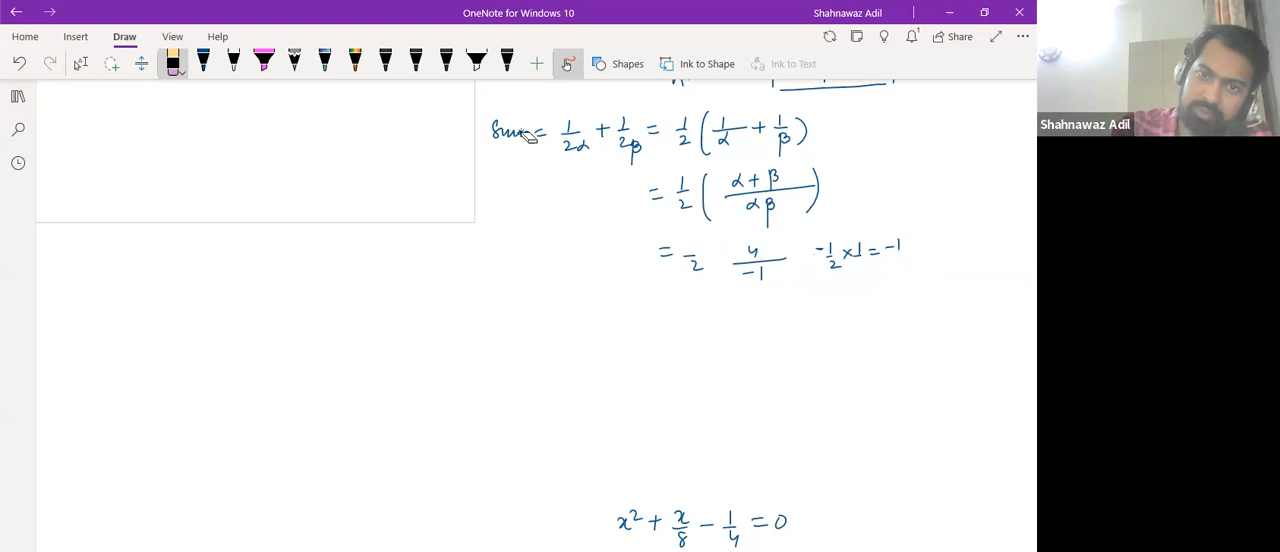 OneNote for Windows 10
Shahnawaz Adil
Home Insert Draw View Help
Shapes Ink to Shape Ink to Text Share
Shahnawaz Adil
Sum = 1/2α + 1/2β = 1/2 (1/α + 1/β)
= 1/2 (α + β / αβ)
= /2 4/-1 -1/2 × 1 = -1
x² + x/8 - 1/4 = 0